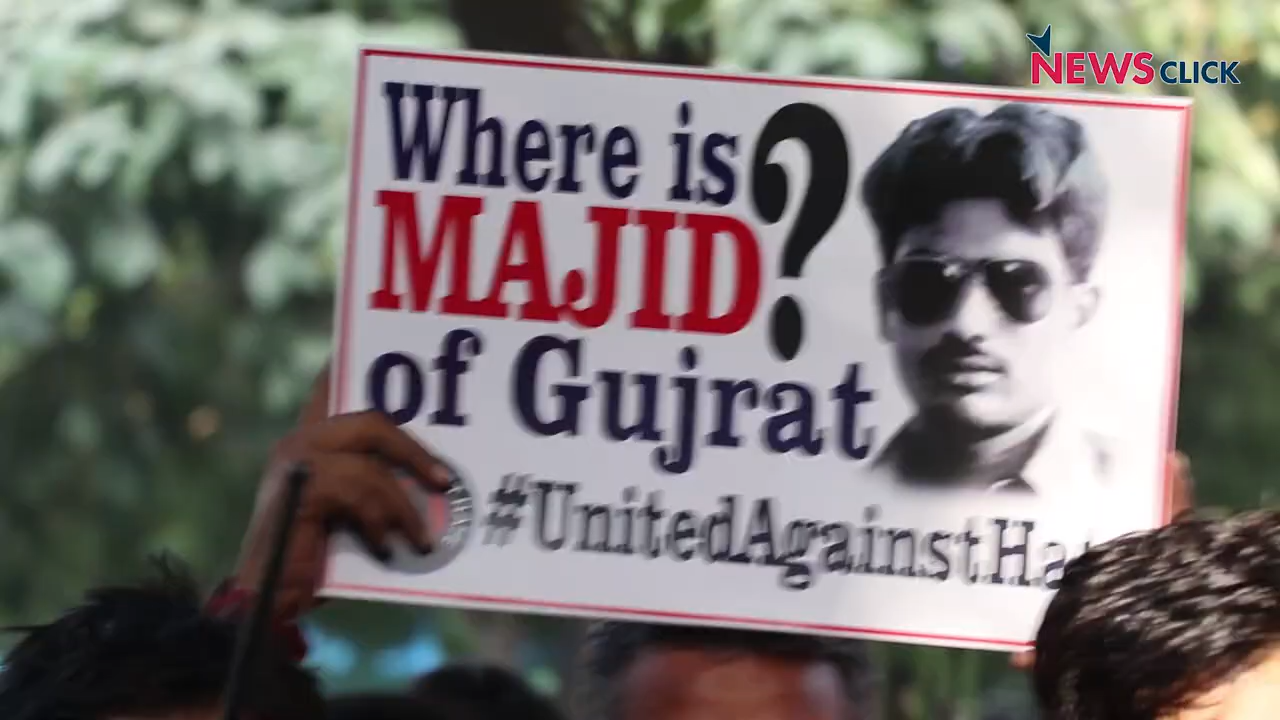 NEWSCLICK
Where is
MAJID ?
of Gujrat
#UnitedAgainstHa